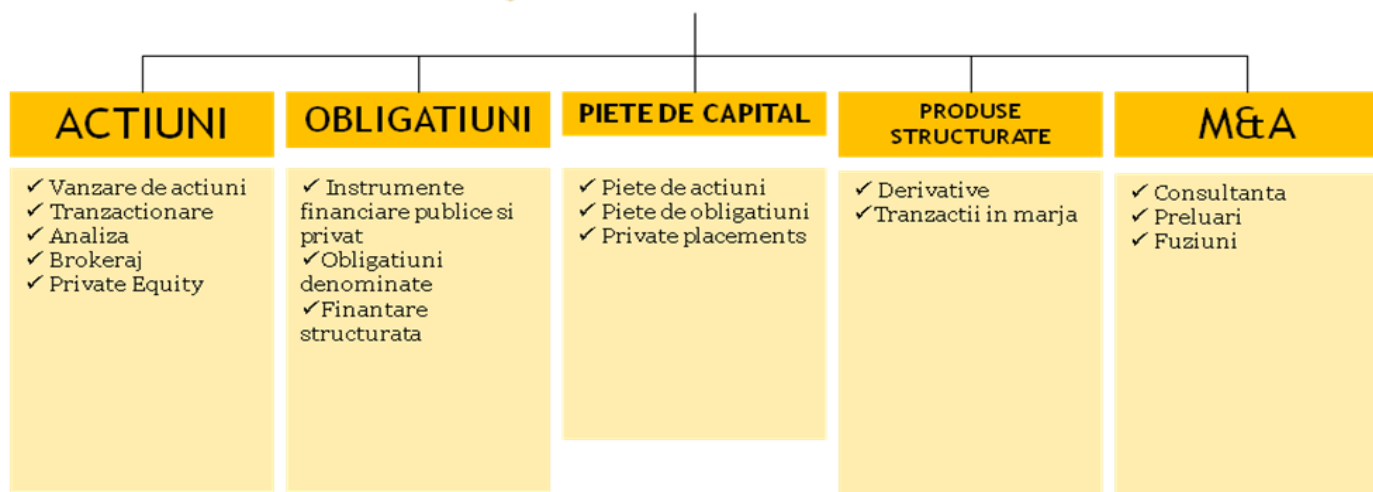 ACTIUNI
✓ Vanzare de actiuni
✓ Tranzactionare
✓ Analiza
✓ Brokeraj
✓ Private Equity
OBLIGATIUNI
✓ Instrumente
financiare publice si
privat
✓Obligatiuni
denominate
✓Finantare
structurata
PIETE DE CAPITAL
✓ Piete de actiuni
✓ Piete de obligatiuni
✓ Private placements
PRODUSE
STRUCTURATE
✓ Derivative
✓Tranzactii in marja
M&A
✓ Consultanta
✓ Preluari
✓ Fuziuni